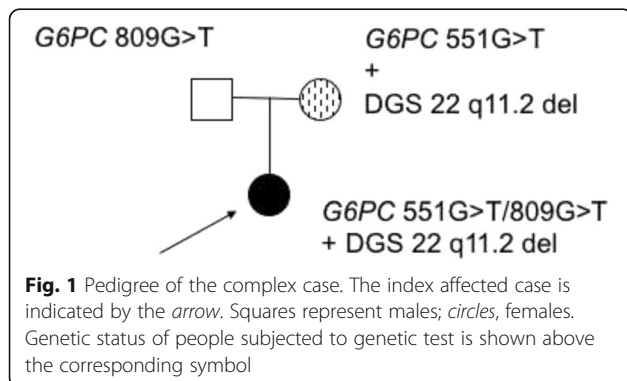 G6PC 809G>T
G6PC 551G>T
+
DGS 22 q11.2 del
G6PC 551G>T/809G>T
+ DGS 22 q11.2 del
Fig. 1 Pedigree of the complex case. The index affected case is
indicated by the arrow. Squares represent males; circles, females.
Genetic status of people subjected to genetic test is shown above
the corresponding symbol